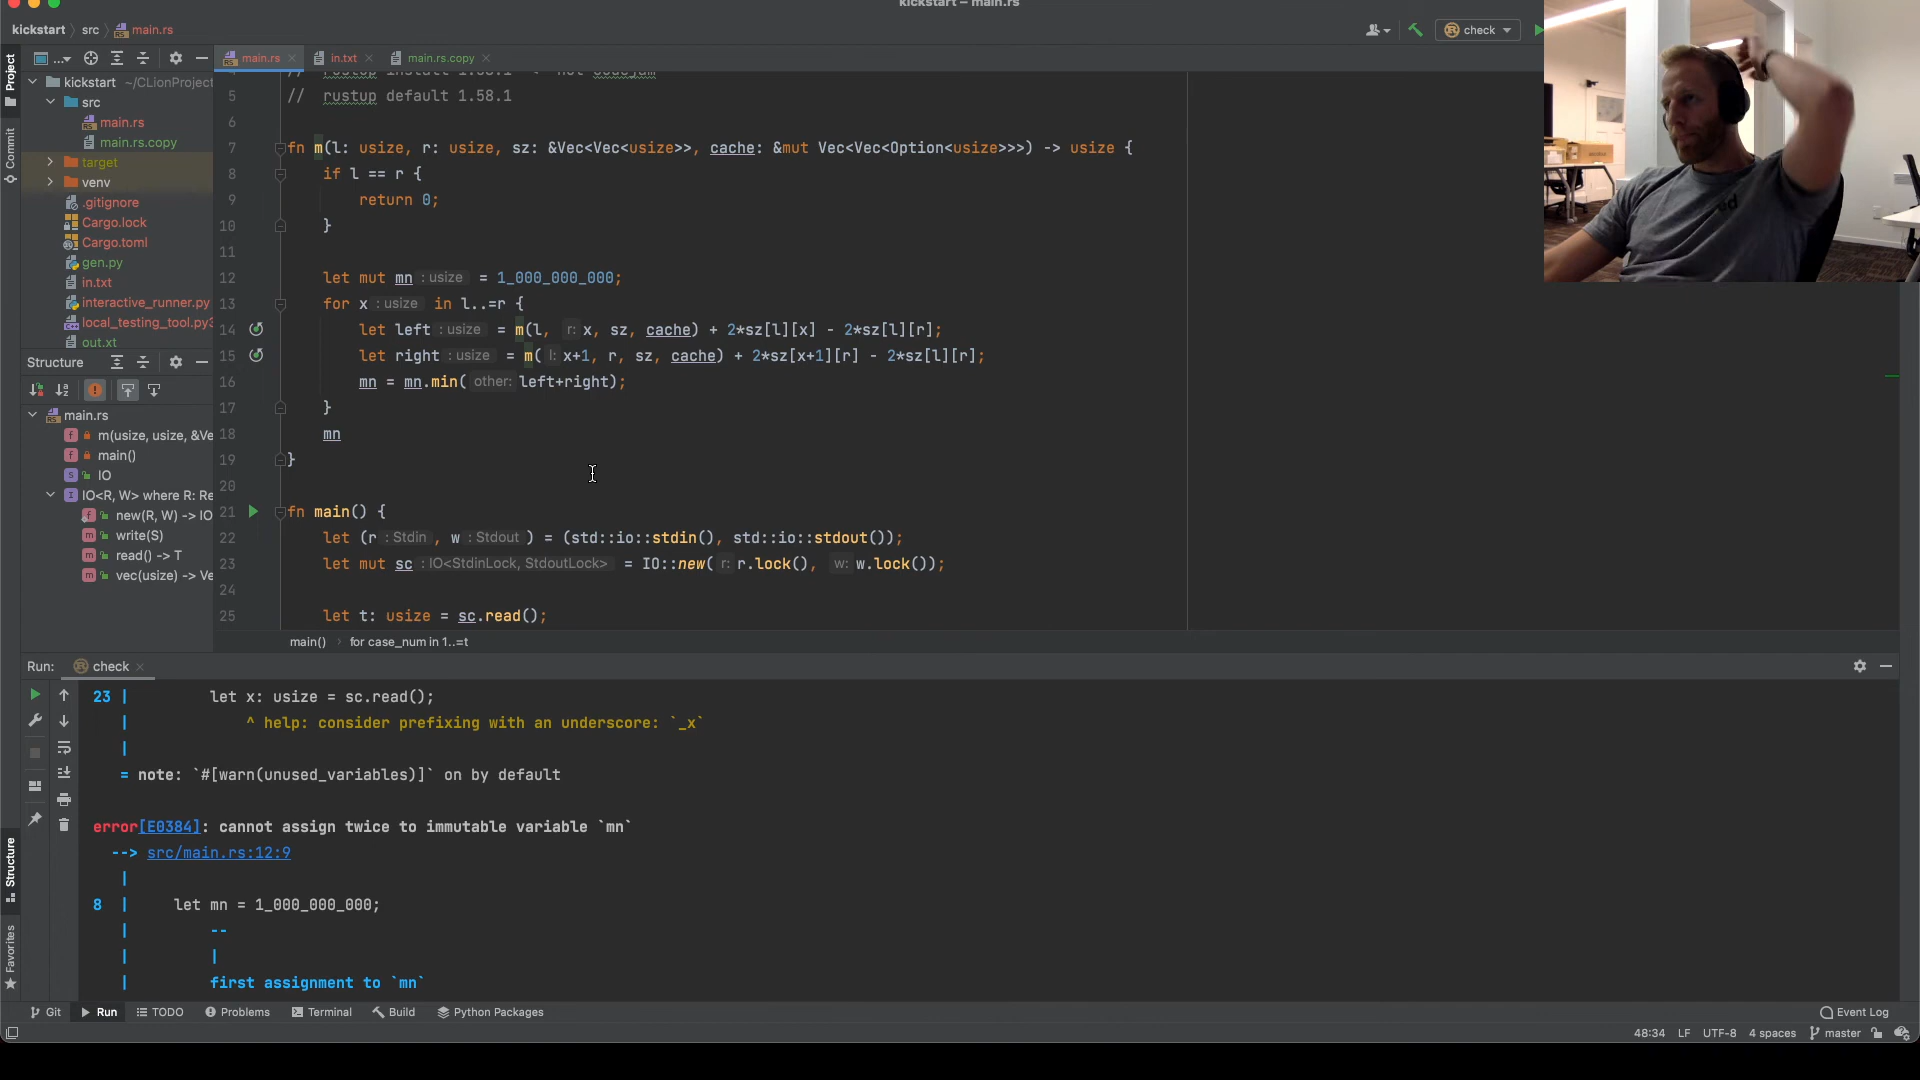 kickstart – main.rs
kickstart src main.rs
check
Project
Commit
Structure
Favorites
...
main.rs
in.txt
main.rs.copy
kickstart ~/CLionProject
src
main.rs
main.rs.copy
target
venv
.gitignore
Cargo.lock
Cargo.toml
gen.py
in.txt
interactive_runner.py
local_testing_tool.py3
out.xt
Structure
main.rs
m(usize, usize, &Ve
main()
IO
IO<R, W> where R: Re
new(R, W) -> IO
write(S)
read() -> T
vec(usize) -> Ve
// rustup install 1.58.1
5 // rustup default 1.58.1
6
7 fn m(l: usize, r: usize, sz: &Vec<Vec<usize>>, cache: &mut Vec<Vec<Option<usize>>>) -> usize {
8 if l == r {
9 return 0;
10 }
11
12 let mut mn : usize = 1_000_000_000;
13 for x : usize in l..=r {
14 let left : usize = m(l, r: x, sz, cache) + 2*sz[l][x] - 2*sz[l][r];
15 let right : usize = m( l: x+1, r, sz, cache) + 2*sz[x+1][r] - 2*sz[l][r];
16 mn = mn.min( other: left+right);
17 }
18 mn
19 }
20
21 fn main() {
22 let (r : Stdin , w : Stdout ) = (std::io::stdin(), std::io::stdout());
23 let mut sc : IO<StdinLock, StdoutLock> = IO::new( r: r.lock(), w: w.lock());
24
25 let t: usize = sc.read();
main() for case_num in 1..=t
Run: check
23 | let x: usize = sc.read();
| ^ help: consider prefixing with an underscore: `_x`
|
= note: `#[warn(unused_variables)]` on by default
error[E0384]: cannot assign twice to immutable variable `mn`
--> src/main.rs:12:9
|
8 | let mn = 1_000_000_000;
| --
| |
| first assignment to `mn`
Git Run TODO Problems Terminal Build Python Packages Event Log
48:34 LF UTF-8 4 spaces master